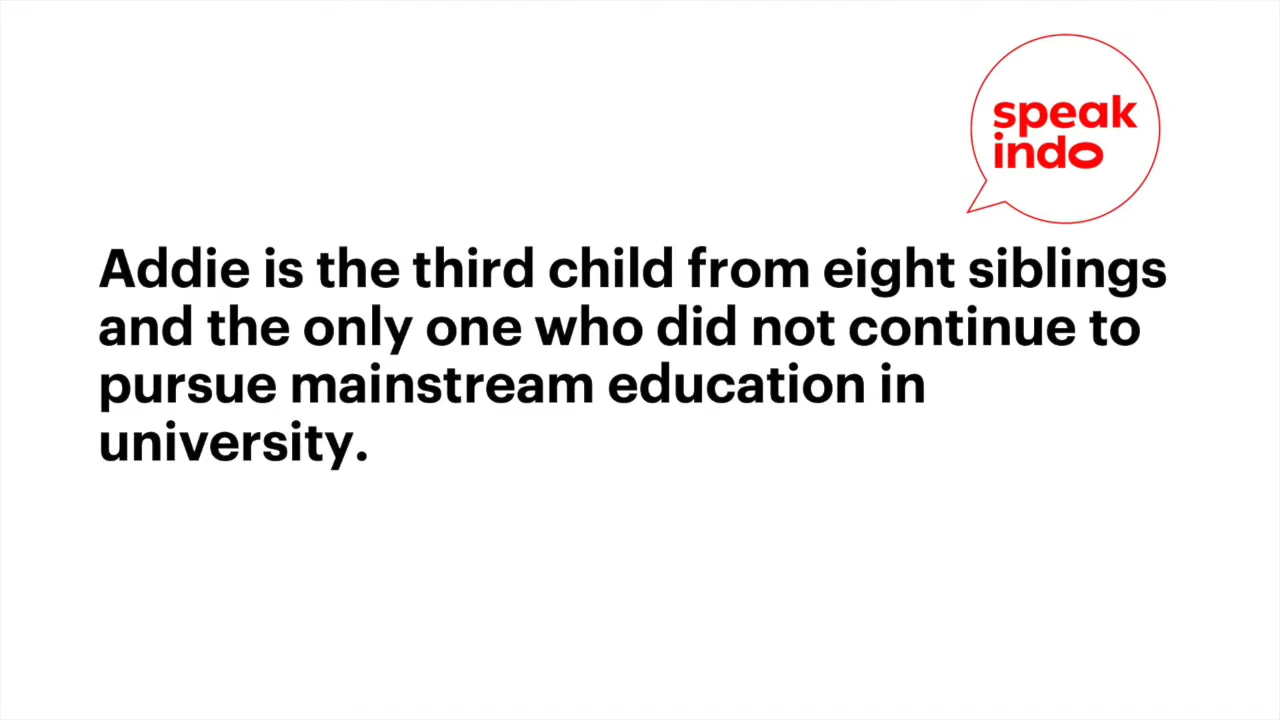 speak
indo
Addie is the third child from eight siblings
and the only one who did not continue to
pursue mainstream education in
university.